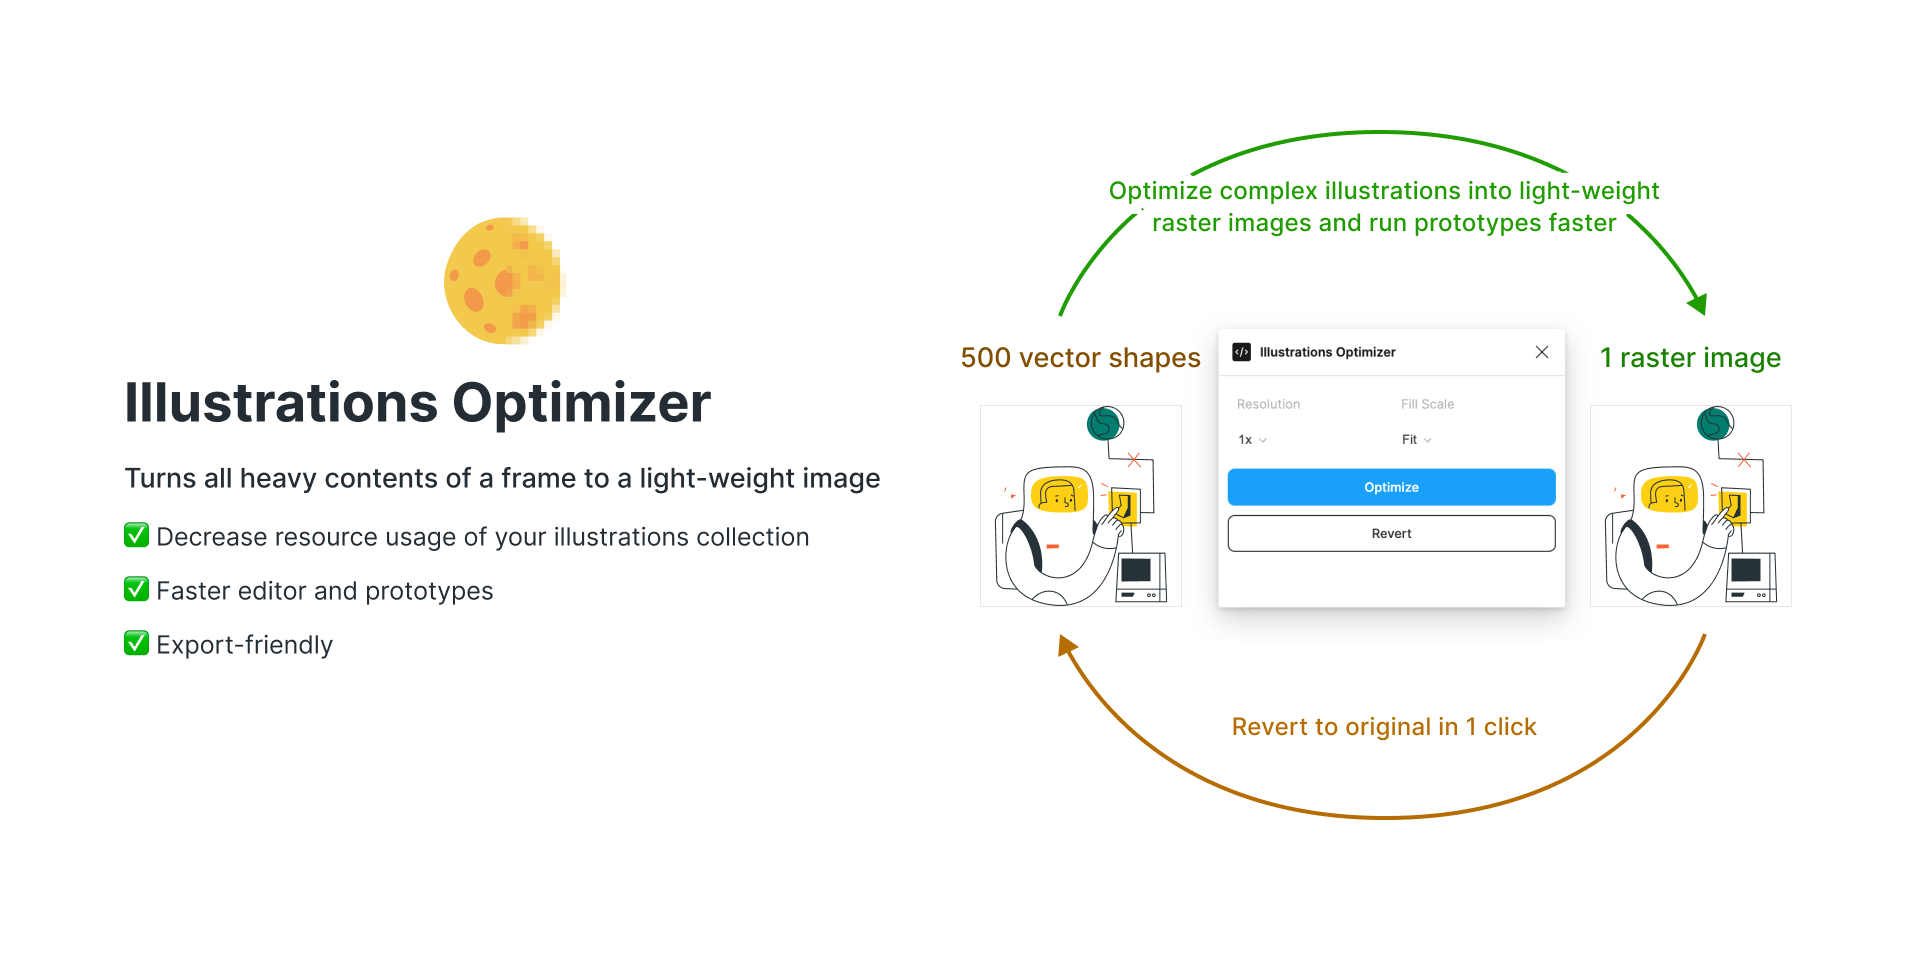 Illustrations Optimizer
Turns all heavy contents of a frame to a light-weight image
✅ Decrease resource usage of your illustrations collection
✅ Faster editor and prototypes
✅ Export-friendly
Optimize complex illustrations into light-weight
raster images and run prototypes faster
500 vector shapes
Illustrations Optimizer
Resolution
Fill Scale
1x
Fit
Optimize
Revert
1 raster image
Revert to original in 1 click